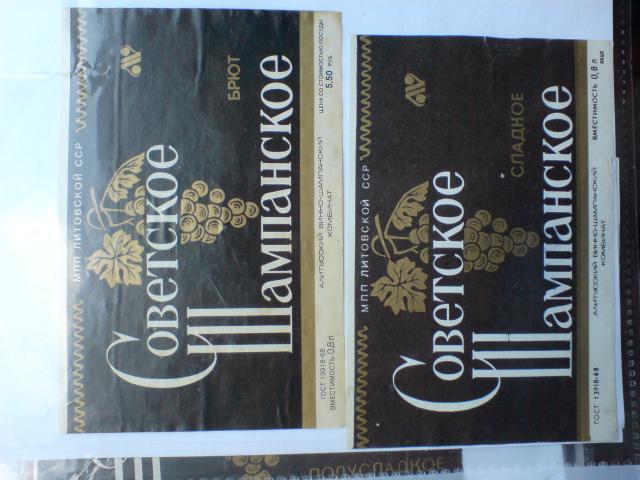 МПП ЛИТОВСКОЙ ССР
Советское
Шампанское
БРЮТ
АЛИТУССКИЙ ВИННО-ШАМПАНСКИЙ
КОМБИНАТ
ГОСТ 13918-68
ВМЕСТИМОСТЬ 0,8 л
ЦЕНА СО СТОИМОСТЬЮ ПОСУДЫ
5,50 РУБ.
МПП ЛИТОВСКОЙ ССР
Советское
Шампанское
СЛАДКОЕ
АЛИТУССКИЙ ВИННО-ШАМПАНСКИЙ
КОМБИНАТ
ГОСТ 13918-68
ВМЕСТИМОСТЬ 0,8 л
ПОЛУСЛАДКОЕ